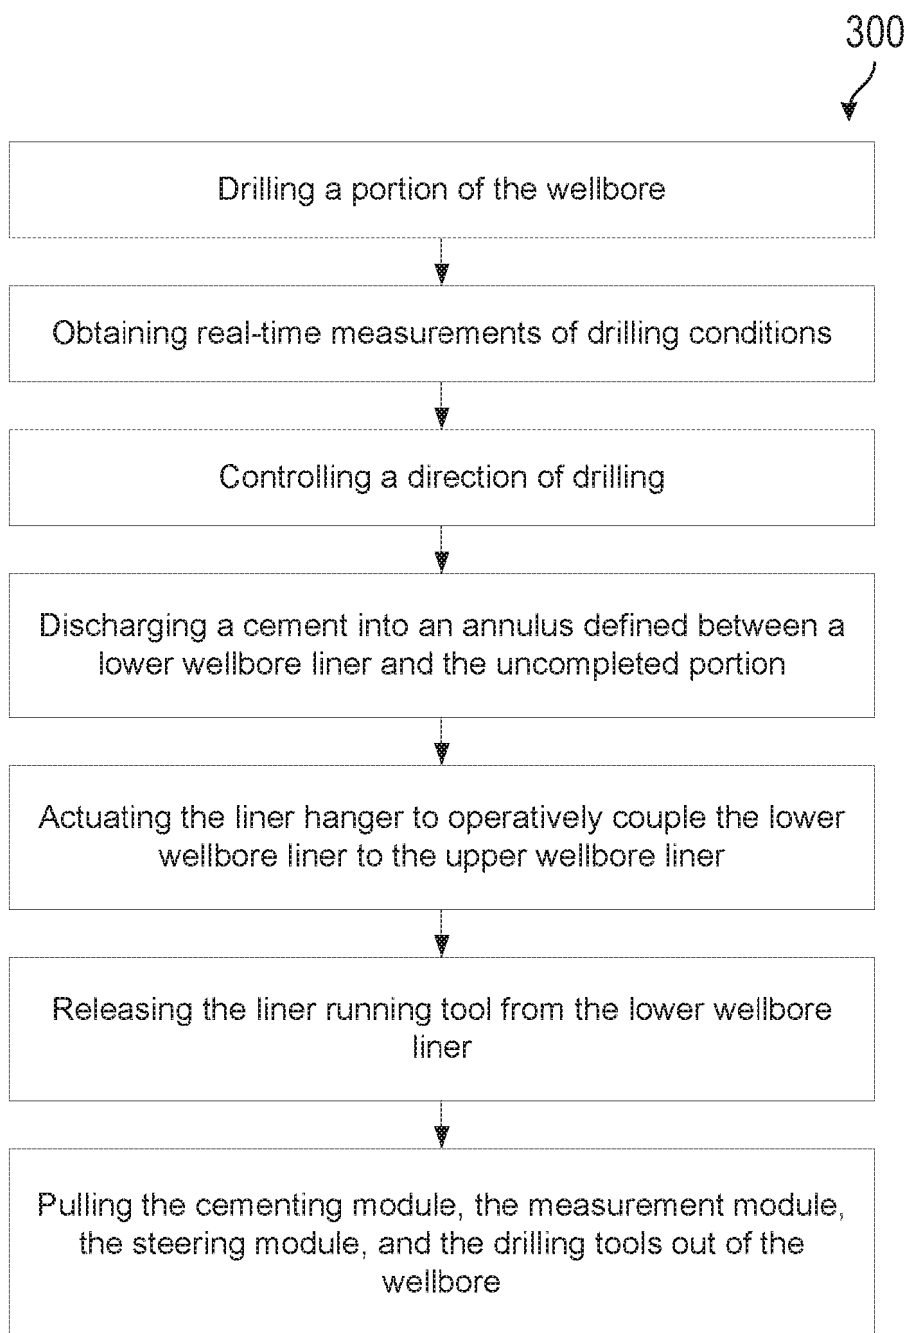 300
Drilling a portion of the wellbore
Obtaining real-time measurements of drilling conditions
Controlling a direction of drilling
Discharging a cement into an annulus defined between a
lower wellbore liner and the uncompleted portion
Actuating the liner hanger to operatively couple the lower
wellbore liner to the upper wellbore liner
Releasing the liner running tool from the lower wellbore
liner
Pulling the cementing module, the measurement module,
the steering module, and the drilling tools out of the
wellbore